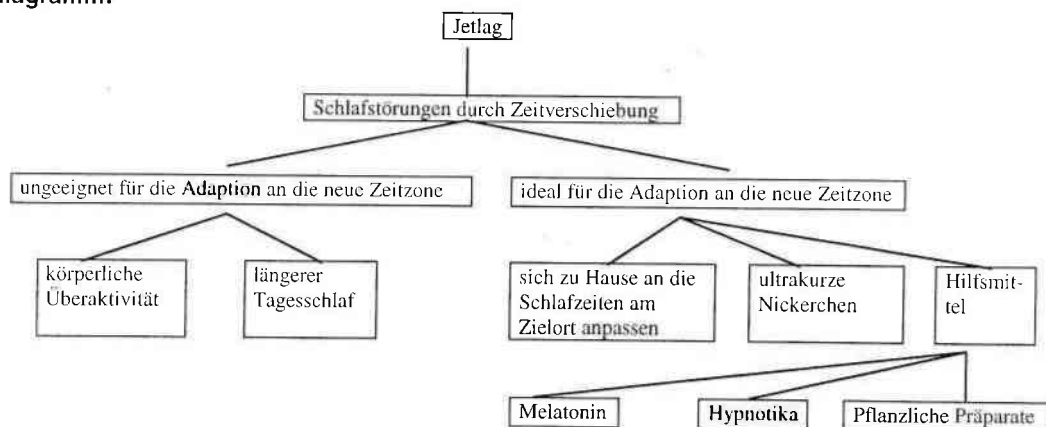 diagramm:
Jetlag
Schlafstörungen durch Zeitverschiebung
ungeeignet für die Adaption an die neue Zeitzone
ideal für die Adaption an die neue Zeitzone
körperliche
Überaktivität
längerer
Tagesschlaf
sich zu Hause an die
Schlafzeiten am
Zielort anpassen
ultrakurze
Nickerchen
Hilfsmit-
tel
Melatonin
Hypnotika
Pflanzliche Präparate